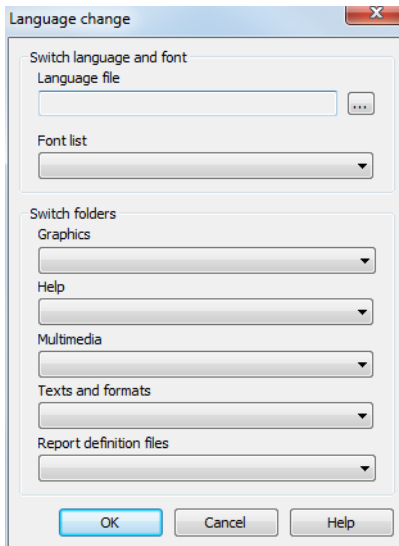 Language change
Switch language and font
Language file
...
Font list
Switch folders
Graphics
Help
Multimedia
Texts and formats
Report definition files
OK Cancel Help